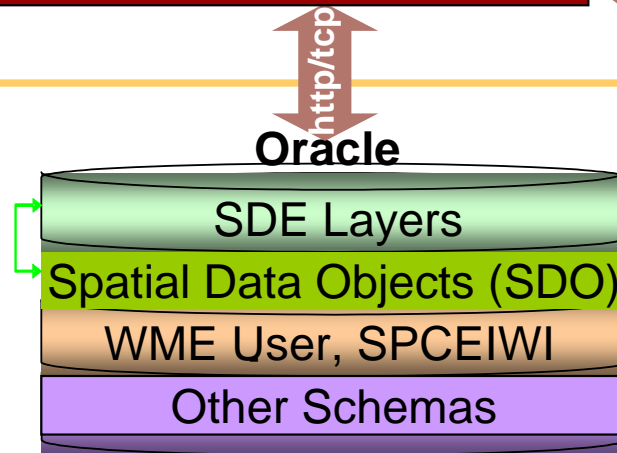 http/tcp
Oracle
SDE Layers
Spatial Data Objects (SDO)
WME User, SPCEIWI
Other Schemas